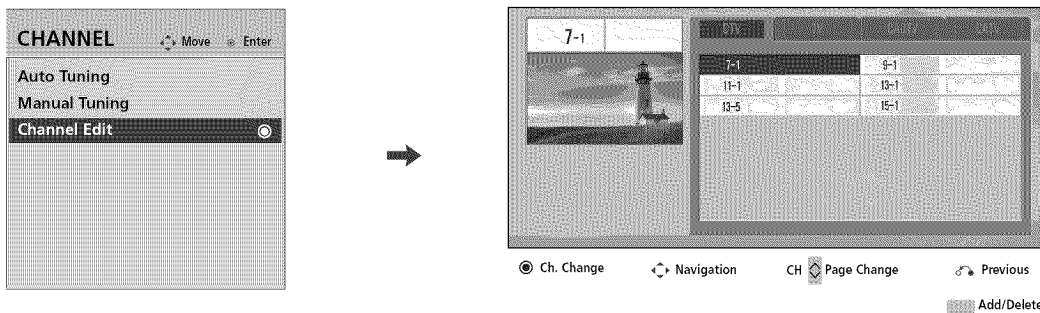 CHANNEL Move Enter
Auto Tuning
Manual Tuning
Channel Edit
7-1
DTV
7-1 9-1
11-1 13-1
13-5 15-1
Ch. Change Navigation CH Page Change Previous
Add/Delete